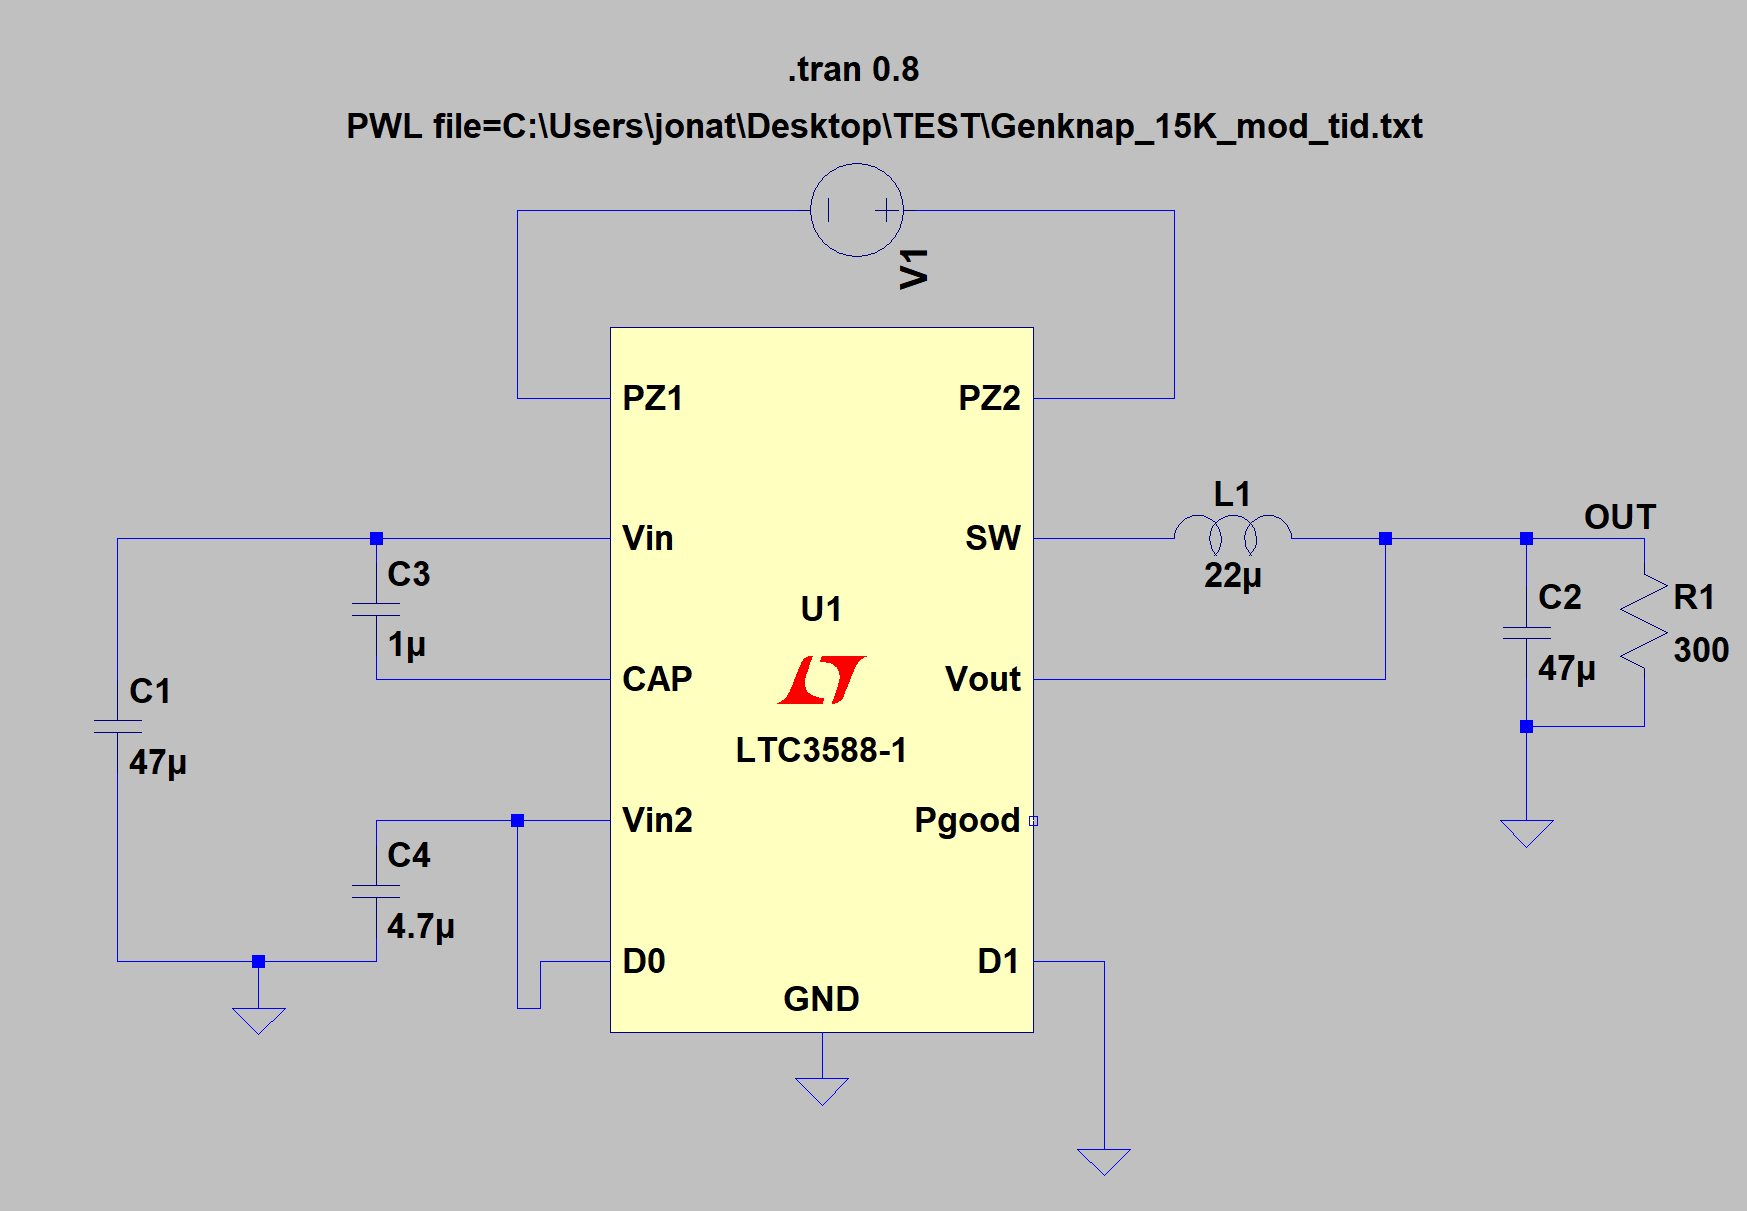 .tran 0.8
PWL file=C:\Users\jonat\Desktop\TEST\Genknap_15K_mod_tid.txt
V1
PZ1
PZ2
L1
22µ
OUT
Vin
SW
C3
1µ
U1
C2
47µ
R1
300
CAP
Vout
C1
47µ
LTC3588-1
Vin2
Pgood
C4
4.7µ
D0
D1
GND